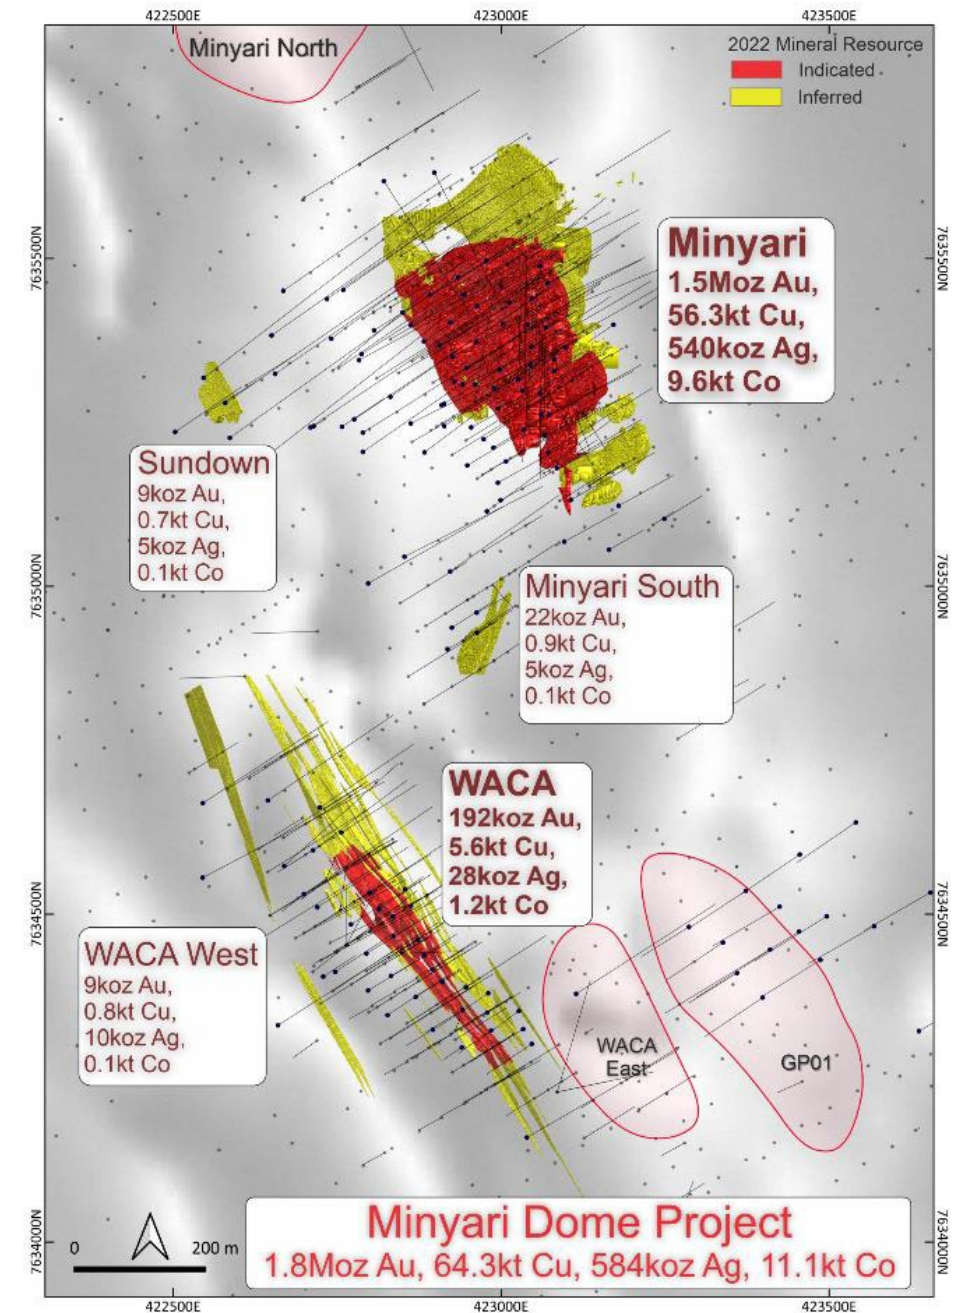 422500E
423000E
423500E
Minyari North
2022 Mineral Resource
Indicated
Inferred
7635500N
7635500N
Minyari
1.5Moz Au,
56.3kt Cu,
540koz Ag,
9.6kt Co
Sundown
9koz Au,
0.7kt Cu,
5koz Ag,
0.1kt Co
7635000N
7635000N
Minyari South
22koz Au,
0.9kt Cu,
5koz Ag,
0.1kt Co
WACA
192koz Au,
5.6kt Cu,
28koz Ag,
1.2kt Co
7634500N
7634500N
WACA West
9koz Au,
0.8kt Cu,
10koz Ag,
0.1kt Co
WACA
East
GP01
7634000N
7634000N
0
200 m
Minyari Dome Project
1.8Moz Au, 64.3kt Cu, 584koz Ag, 11.1kt Co
422500E
423000E
423500E